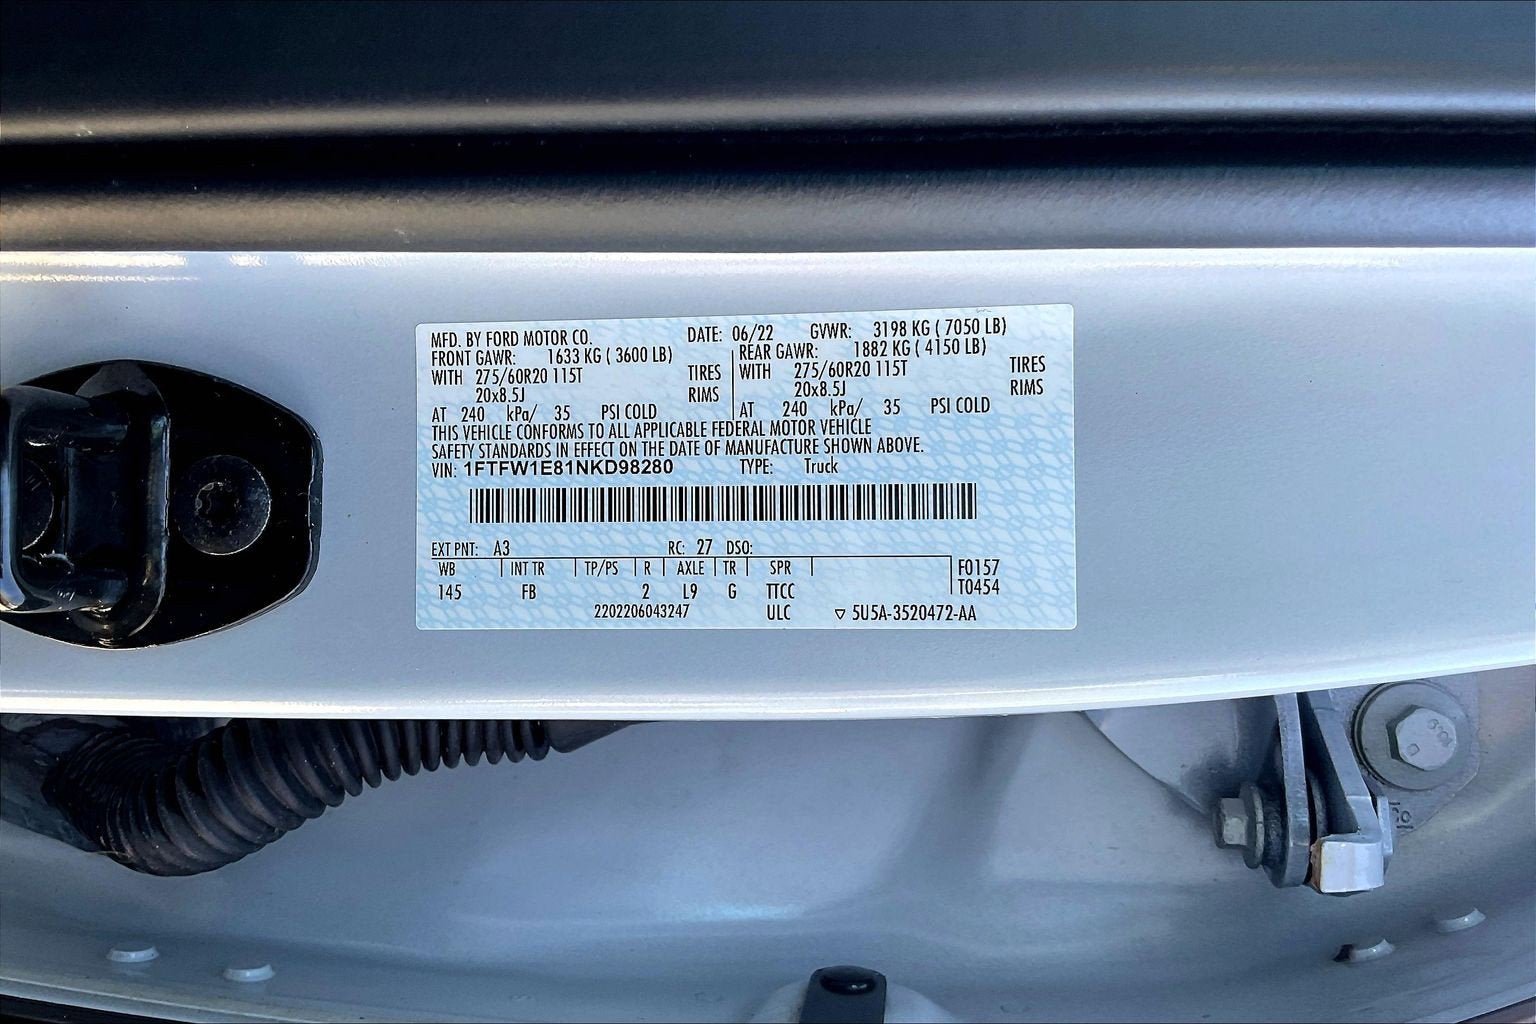 MFD. BY FORD MOTOR CO. DATE: 06/22 GVWR: 3198 KG ( 7050 LB)
FRONT GAWR: 1633 KG ( 3600 LB) REAR GAWR: 1882 KG ( 4150 LB)
WITH 275/60R20 115T TIRES WITH 275/60R20 115T TIRES
20x8.5J RIMS 20x8.5J RIMS
AT 240 kPa/ 35 PSI COLD AT 240 kPa/ 35 PSI COLD
THIS VEHICLE CONFORMS TO ALL APPLICABLE FEDERAL MOTOR VEHICLE
SAFETY STANDARDS IN EFFECT ON THE DATE OF MANUFACTURE SHOWN ABOVE.
VIN: 1FTFW1E81NKD98280 TYPE: Truck
EXT PNT: A3 RC: 27 DSO:
WB INT TR TP/PS R AXLE TR SPR F0157
145 FB 2 L9 G TTCC T0454
2202206043247 ULC ▽ 5U5A-3520472-AA